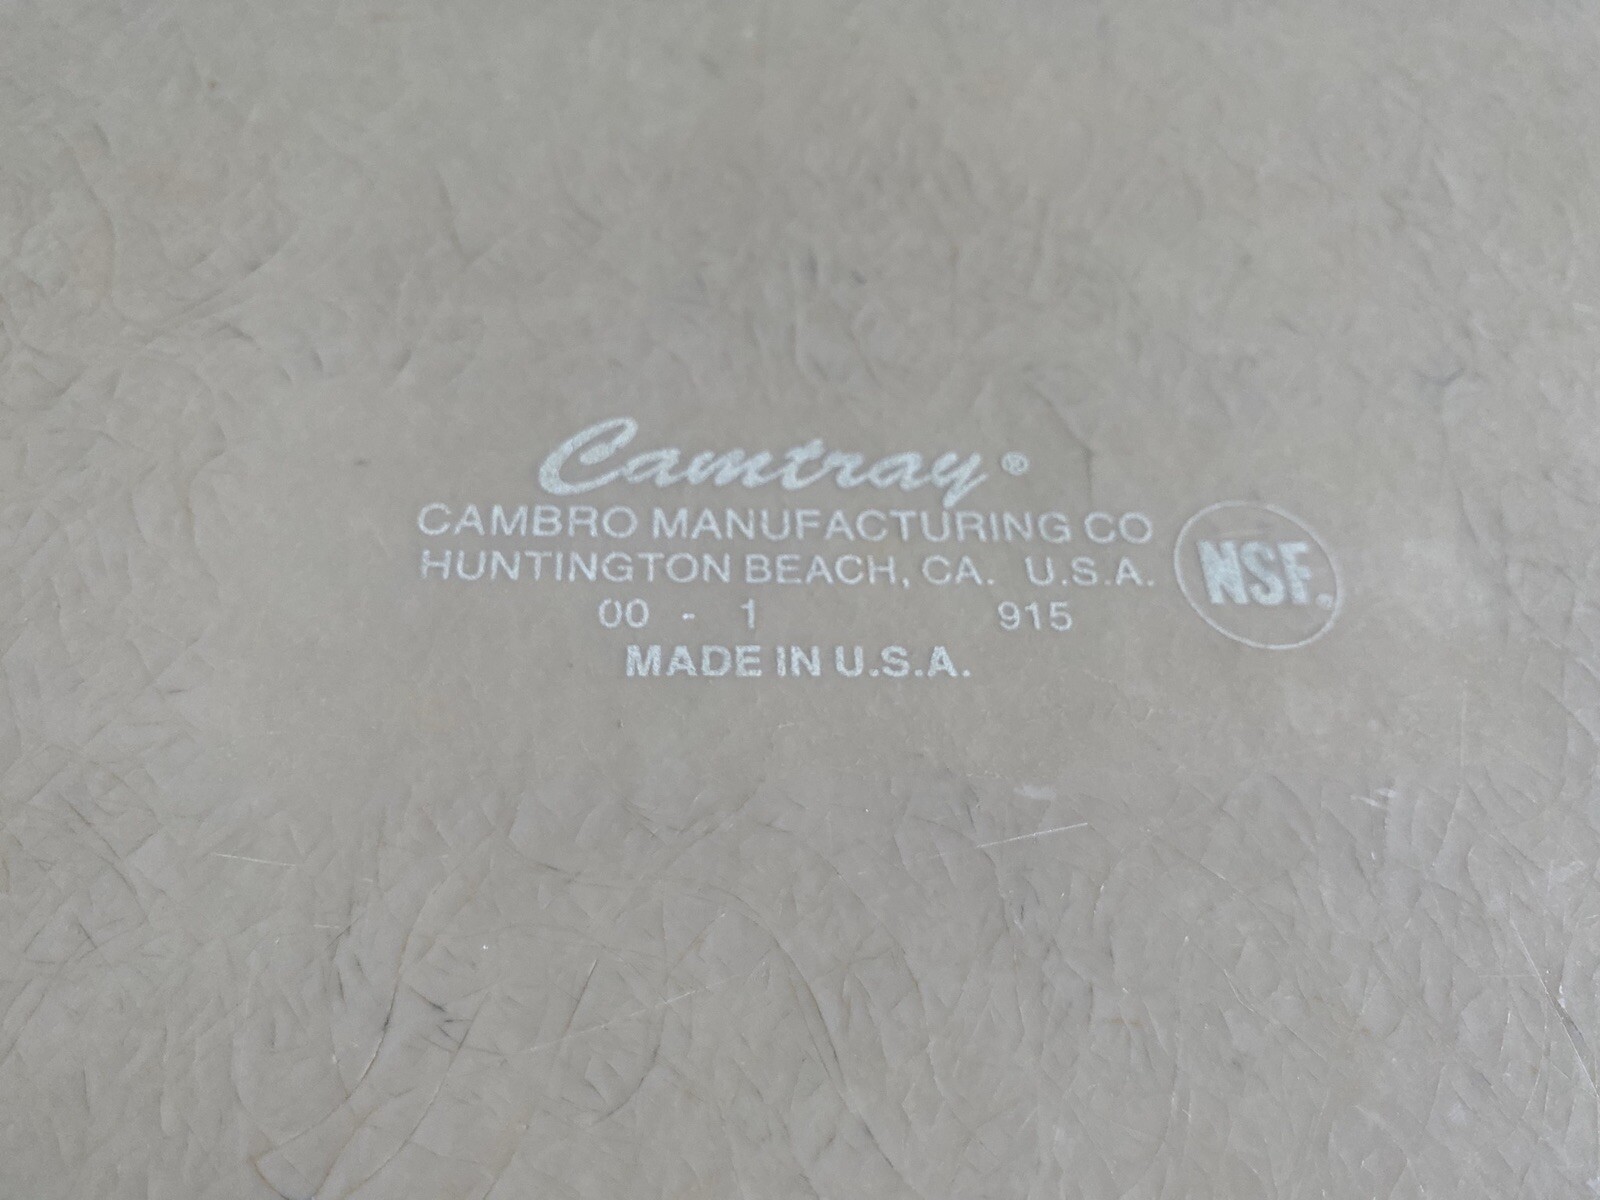 Camtray®
CAMBRO MANUFACTURING CO
HUNTINGTON BEACH, CA. U.S.A.
00 - 1 915
MADE IN U.S.A.
NSF®